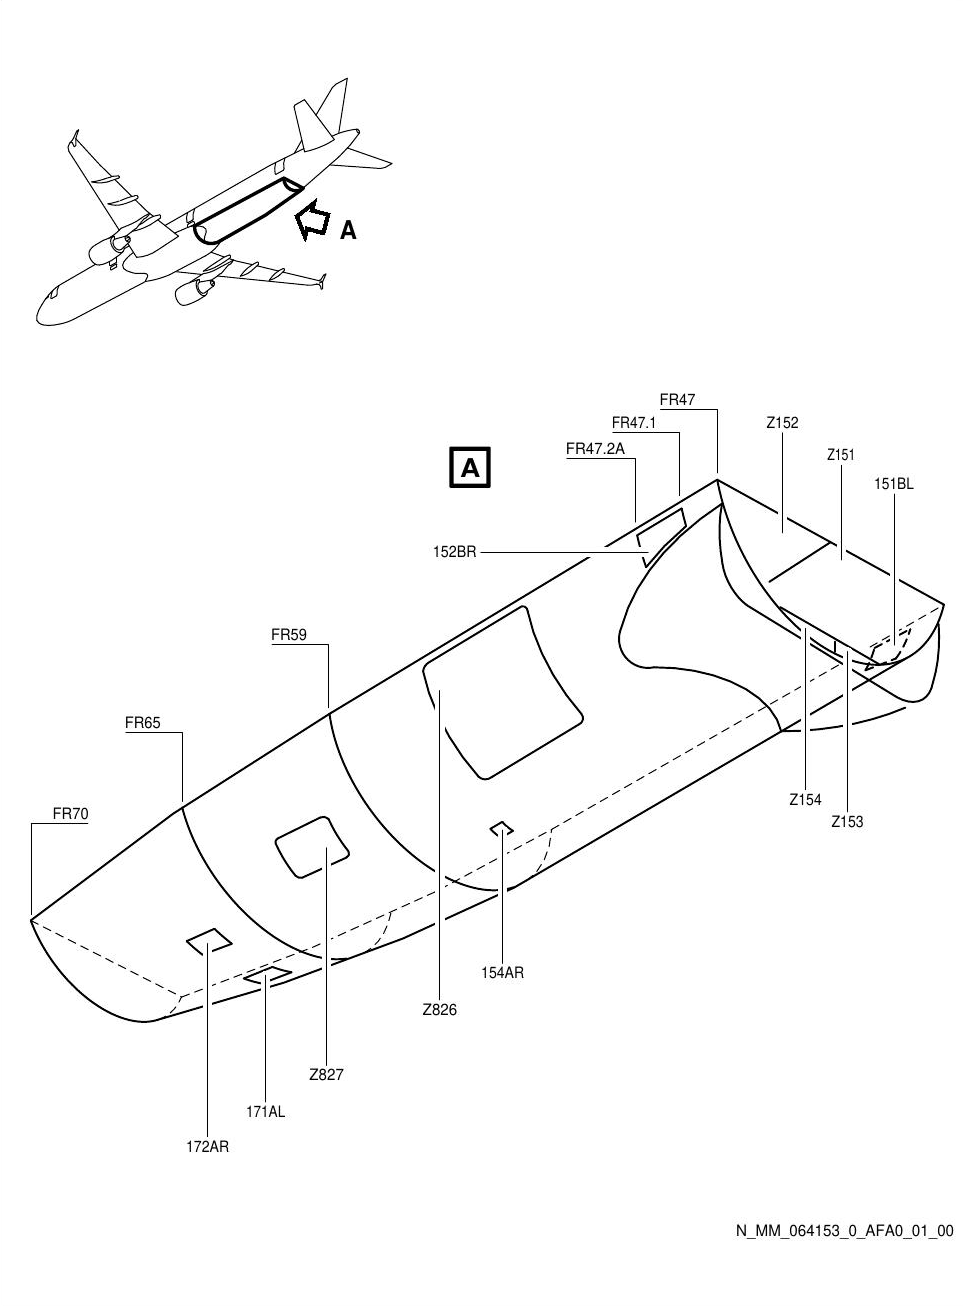 A
FR47
FR47.1
Z152
FR47.2A
Z151
A
151BL
152BR
FR59
FR65
Z154
FR70
Z153
154AR
Z826
Z827
171AL
172AR
N_MM_064153_0_AFA0_01_00